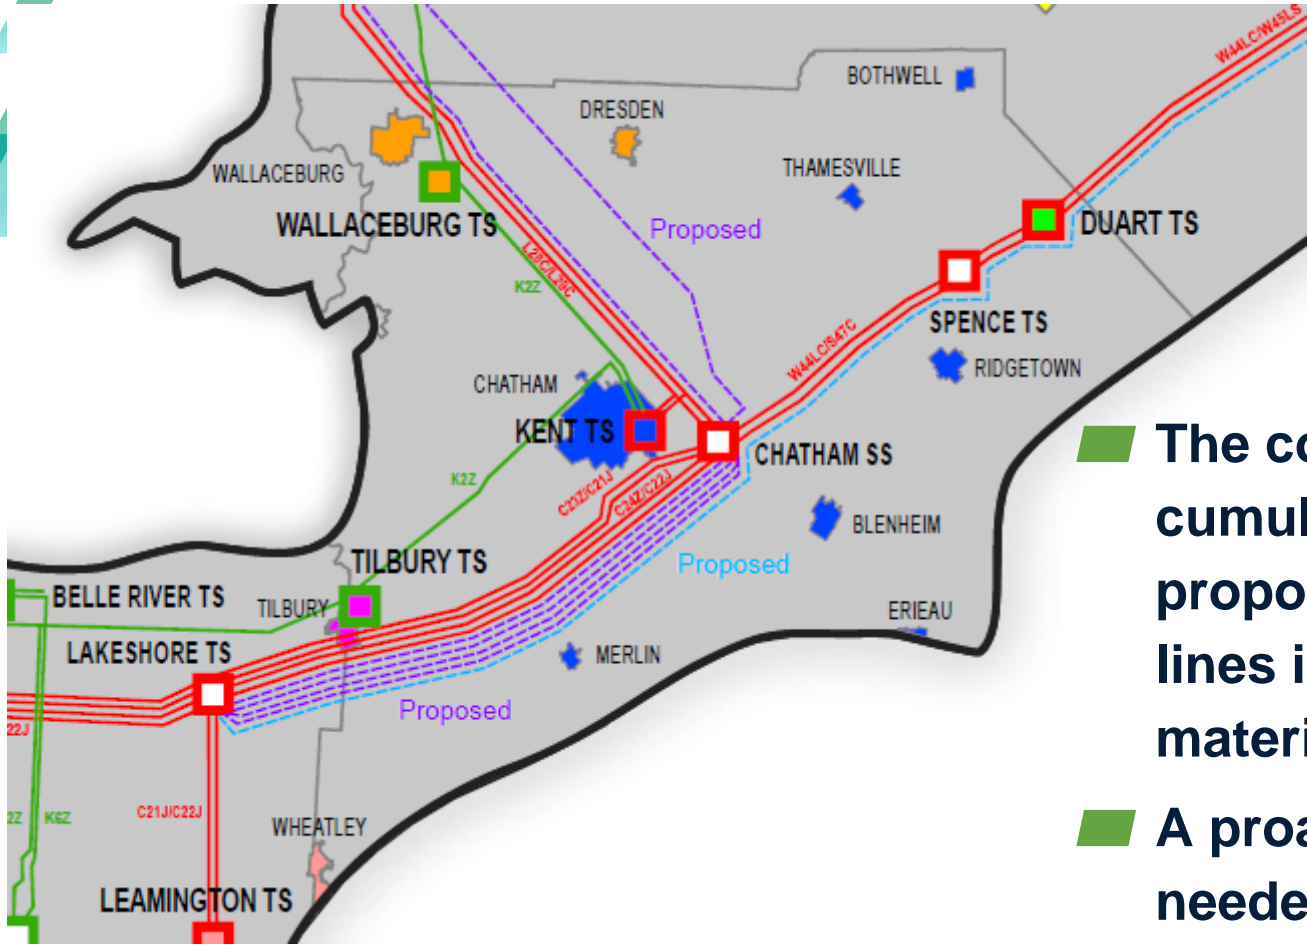 W44LC/W45LS
BOTHWELL
DRESDEN
THAMESVILLE
WALLACEBURG
WALLACEBURG TS
Proposed
DUART TS
L28C/L29C
K2Z
SPENCE TS
W44LC/S47C
RIDGETOWN
CHATHAM
KENT TS
CHATHAM SS
K2Z
C23Z/C21J
C24Z/C22J
BLENHEIM
TILBURY TS
Proposed
BELLE RIVER TS
TILBURY
ERIEAU
LAKESHORE TS
MERLIN
Proposed
22J
C21J/C22J
2Z
K6Z
WHEATLEY
LEAMINGTON TS
The co
cumul
propo
lines i
materi
A proa
neede